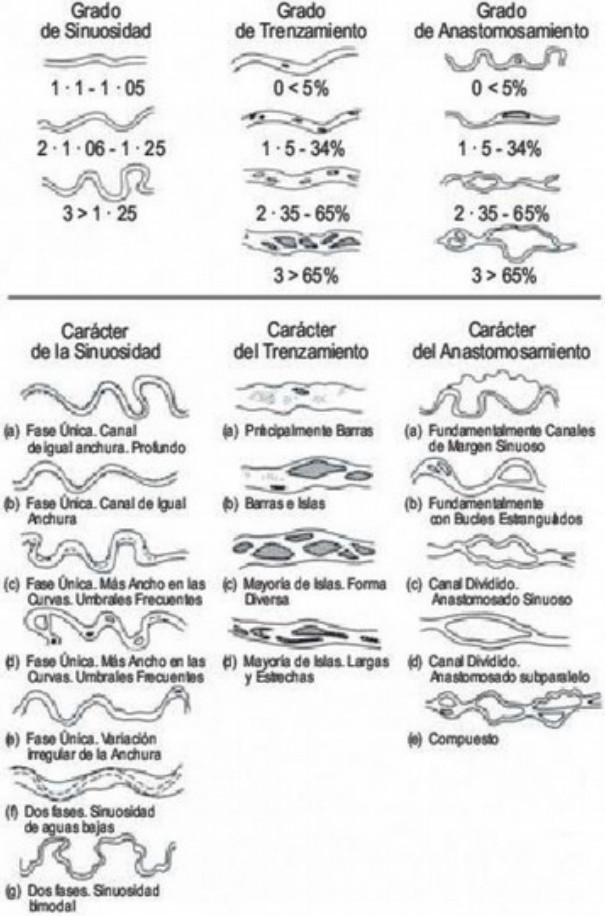 Grado
de Sinuosidad
1 · 1 - 1 · 05
2 · 1 · 06 - 1 · 25
3 > 1 · 25
Grado
de Trenzamiento
0 < 5%
1 · 5 - 34%
2 · 35 - 65%
3 > 65%
Grado
de Anastomosamiento
0 < 5%
1 · 5 - 34%
2 · 35 - 65%
3 > 65%
Carácter
de la Sinuosidad
(a) Fase Única. Canal
de igual anchura. Profundo
(b) Fase Única. Canal de Igual
Anchura
(c) Fase Única. Más Ancho en las
Curvas. Umbrales Frecuentes
(d) Fase Única. Más Ancho en las
Curvas. Umbrales Frecuentes
(e) Fase Única. Variación
Irregular de la Anchura
(f) Dos fases. Sinuosidad
de aguas bajas
(g) Dos fases. Sinuosidad
bimodal
Carácter
del Trenzamiento
(a) Principalmente Barras
(b) Barras e Islas
(c) Mayoría de Islas. Forma
Diversa
(d) Mayoría de Islas. Largas
y Estrechas
Carácter
del Anastomosamiento
(a) Fundamentalmente Canales
de Margen Sinuoso
(b) Fundamentalmente
con Bucles Estrangulados
(c) Canal Dividido.
Anastomosado Sinuoso
(d) Canal Dividido.
Anastomosado subparalelo
(e) Compuesto